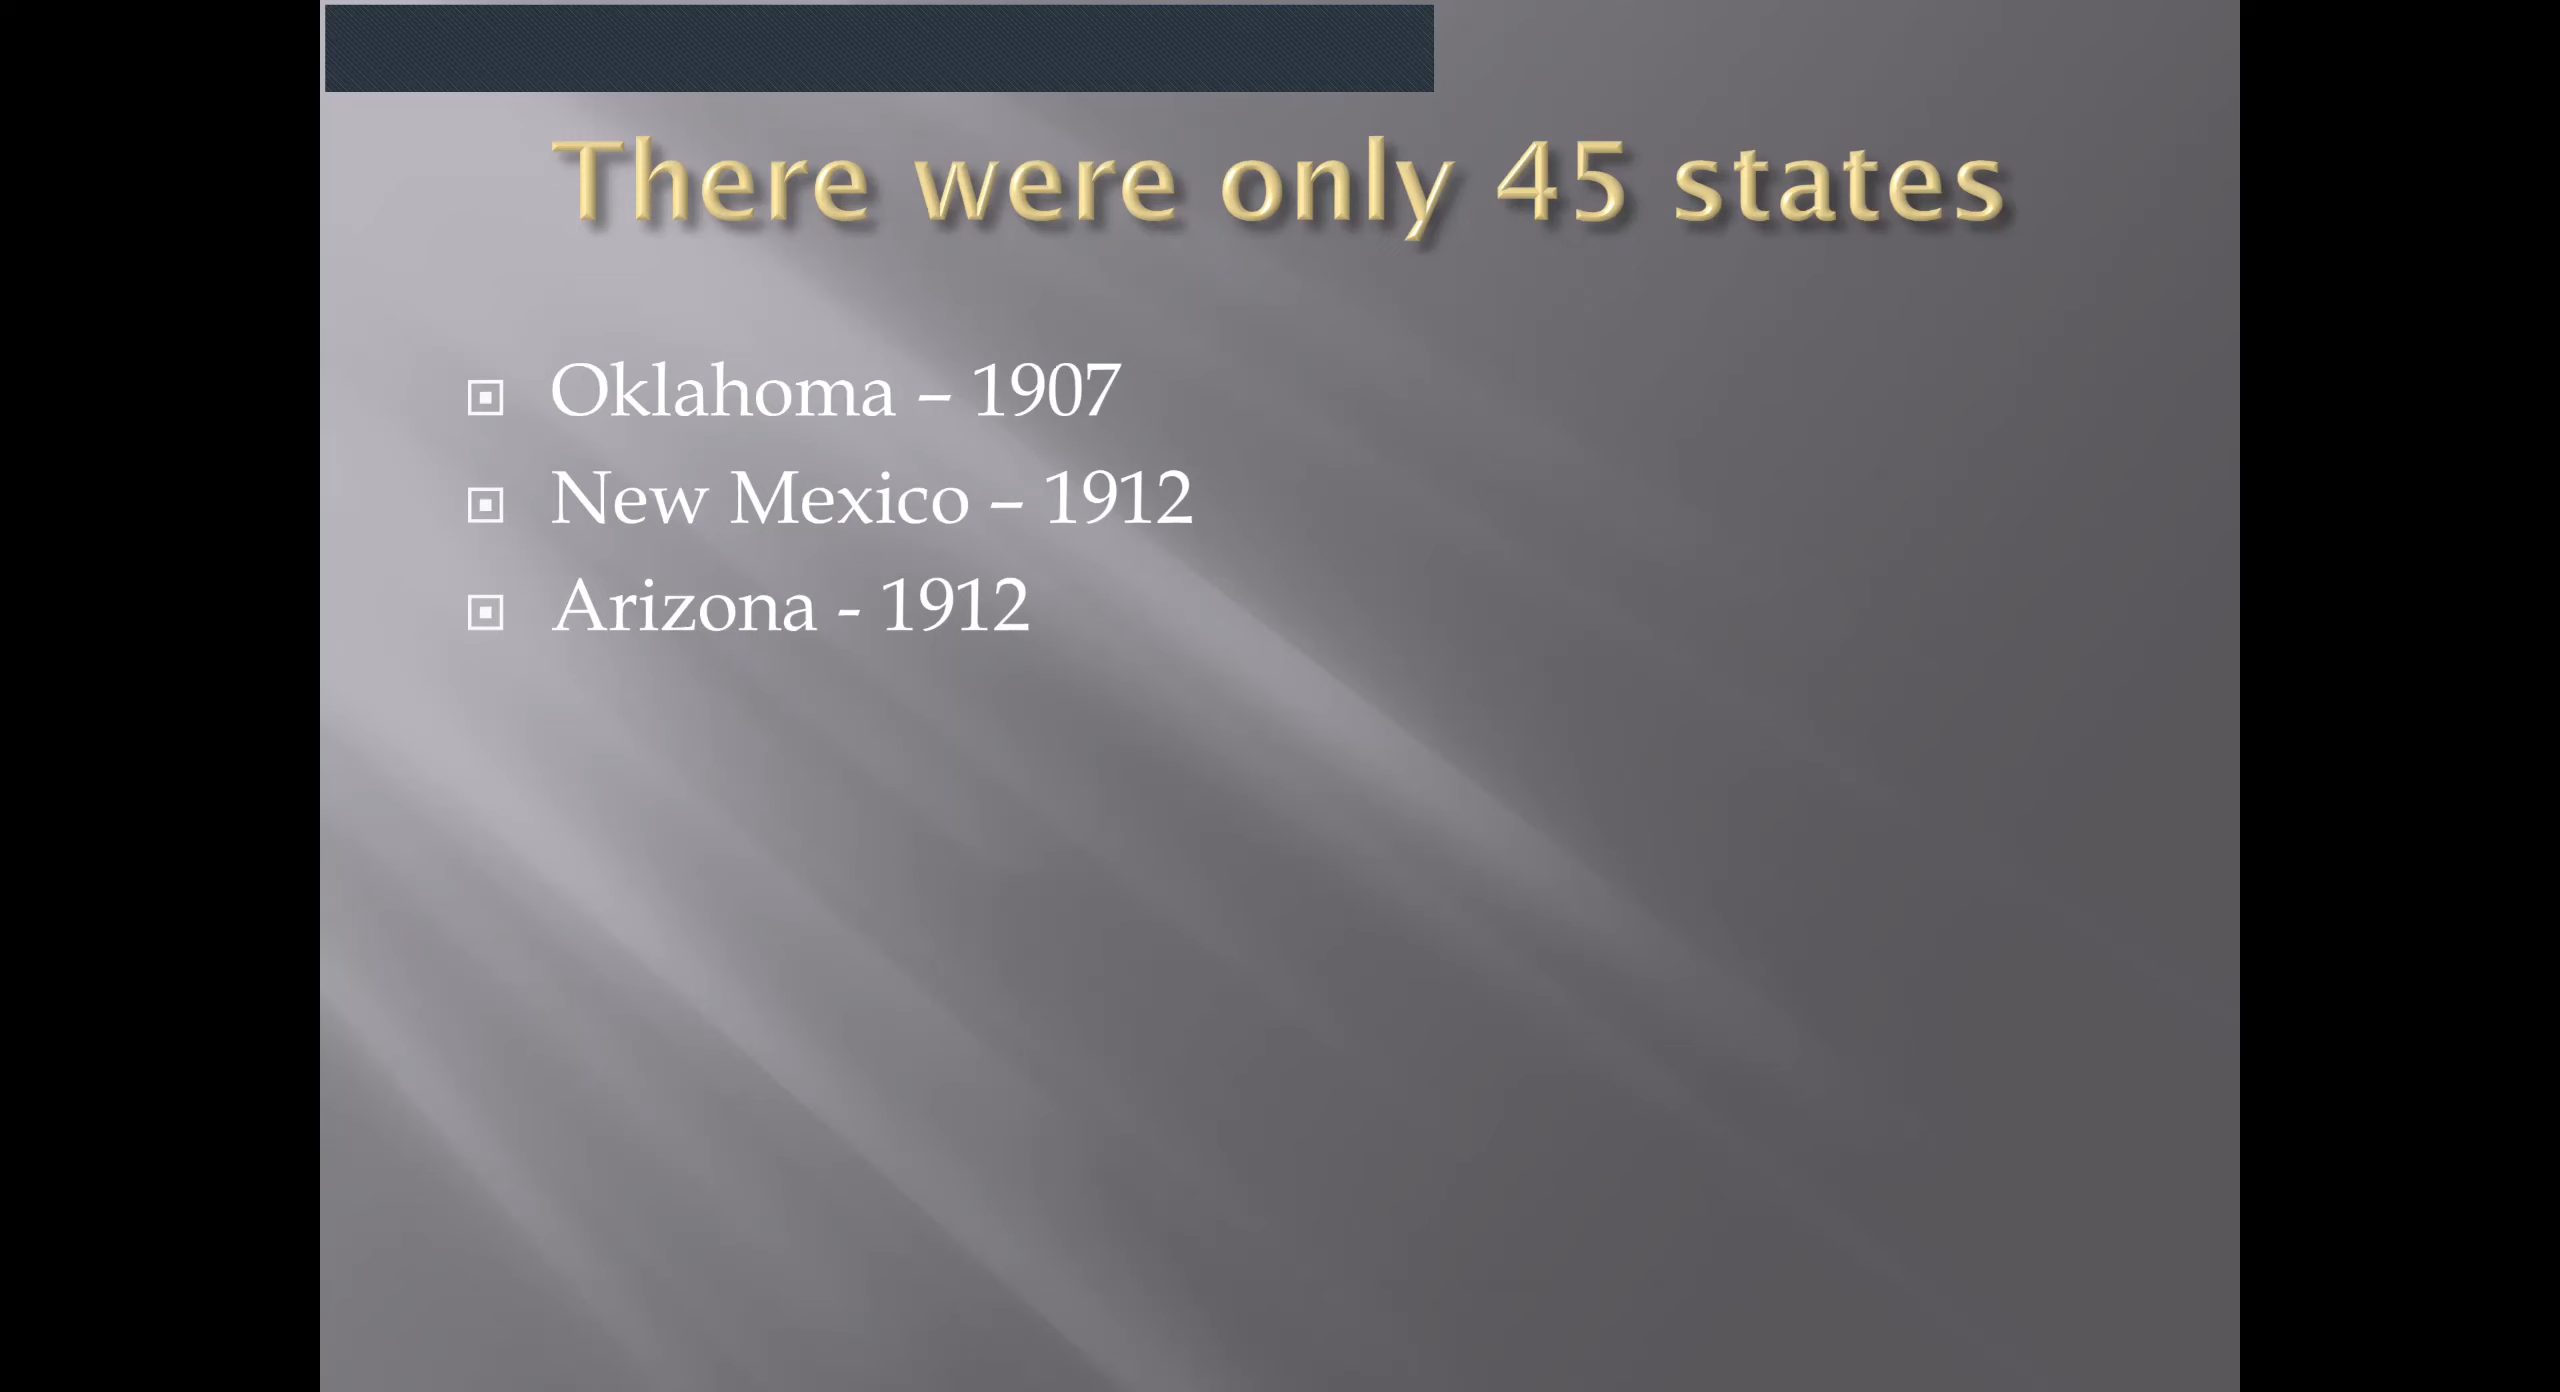 There were only 45 states
Oklahoma – 1907
New Mexico – 1912
Arizona - 1912